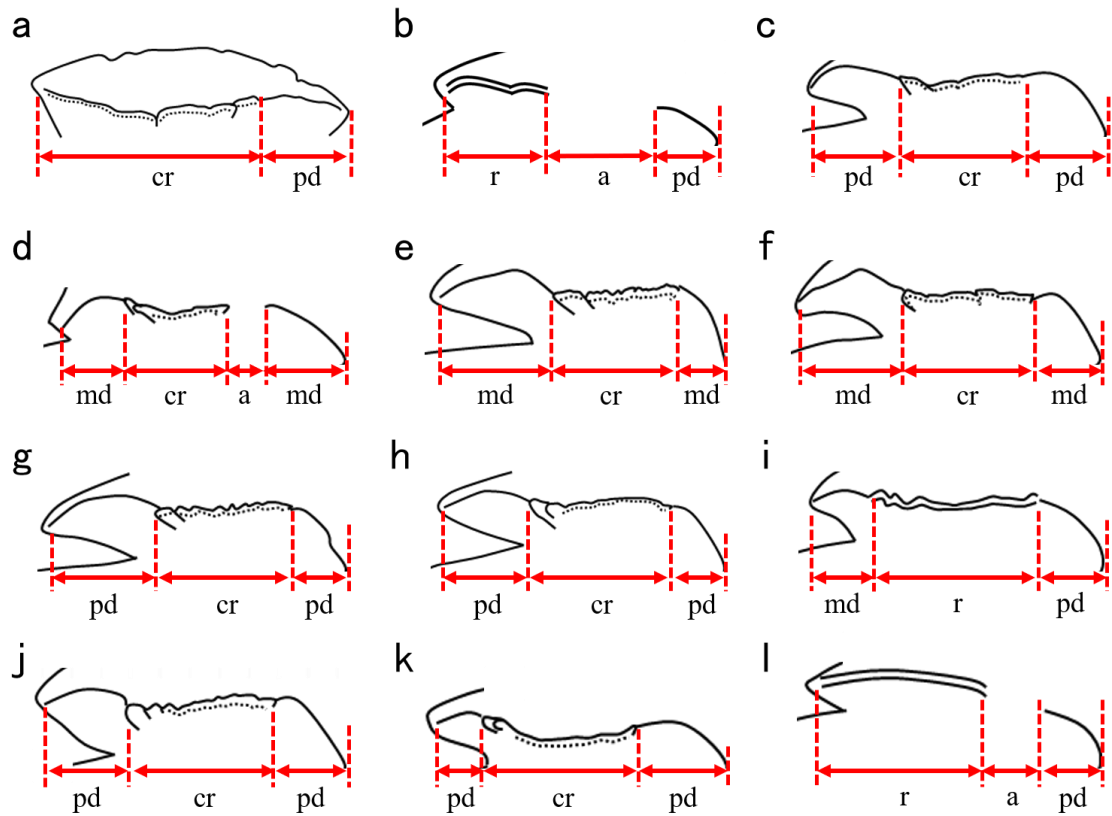 a b c
cr pd r a pd pd cr pd
d e f
md cr a md md cr md md cr md
g h i
pd cr pd pd cr pd md r pd
j k l
pd cr pd pd cr pd r a pd